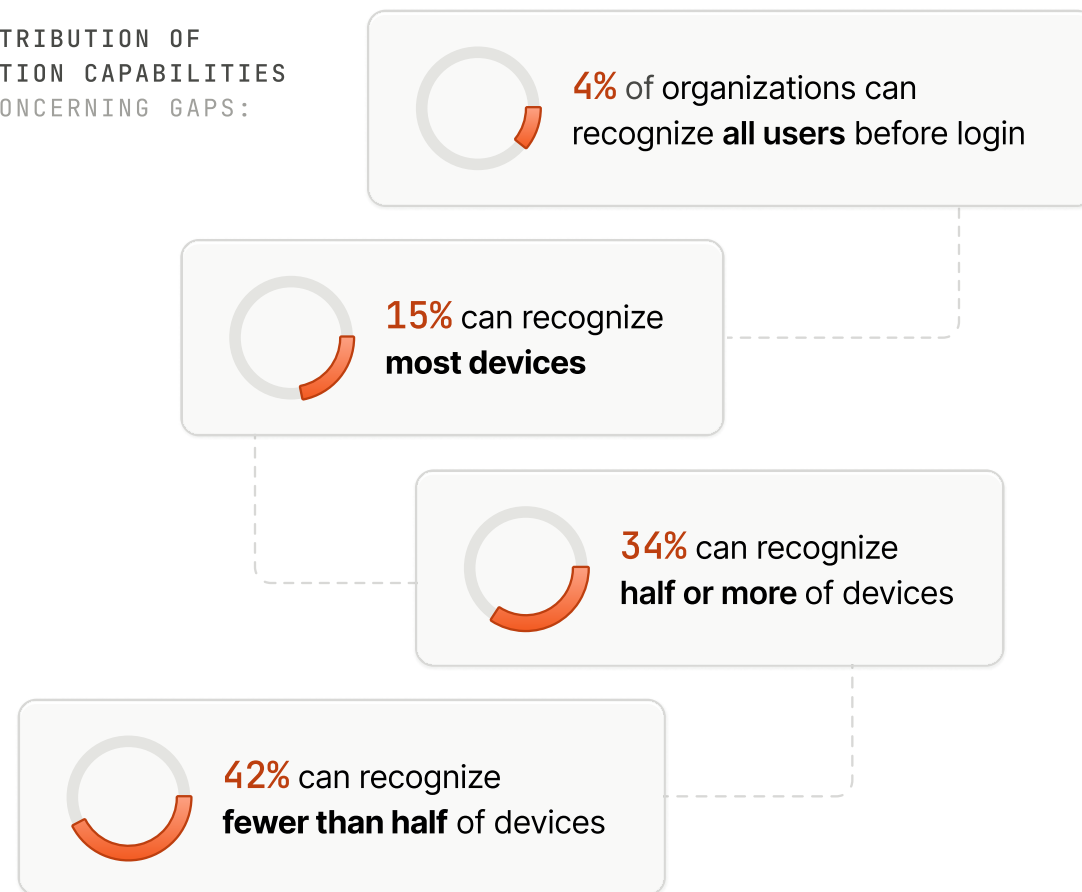 TRIBUTION OF
TION CAPABILITIES
ONCERNING GAPS:
4% of organizations can
recognize all users before login
15% can recognize
most devices
34% can recognize
half or more of devices
42% can recognize
fewer than half of devices